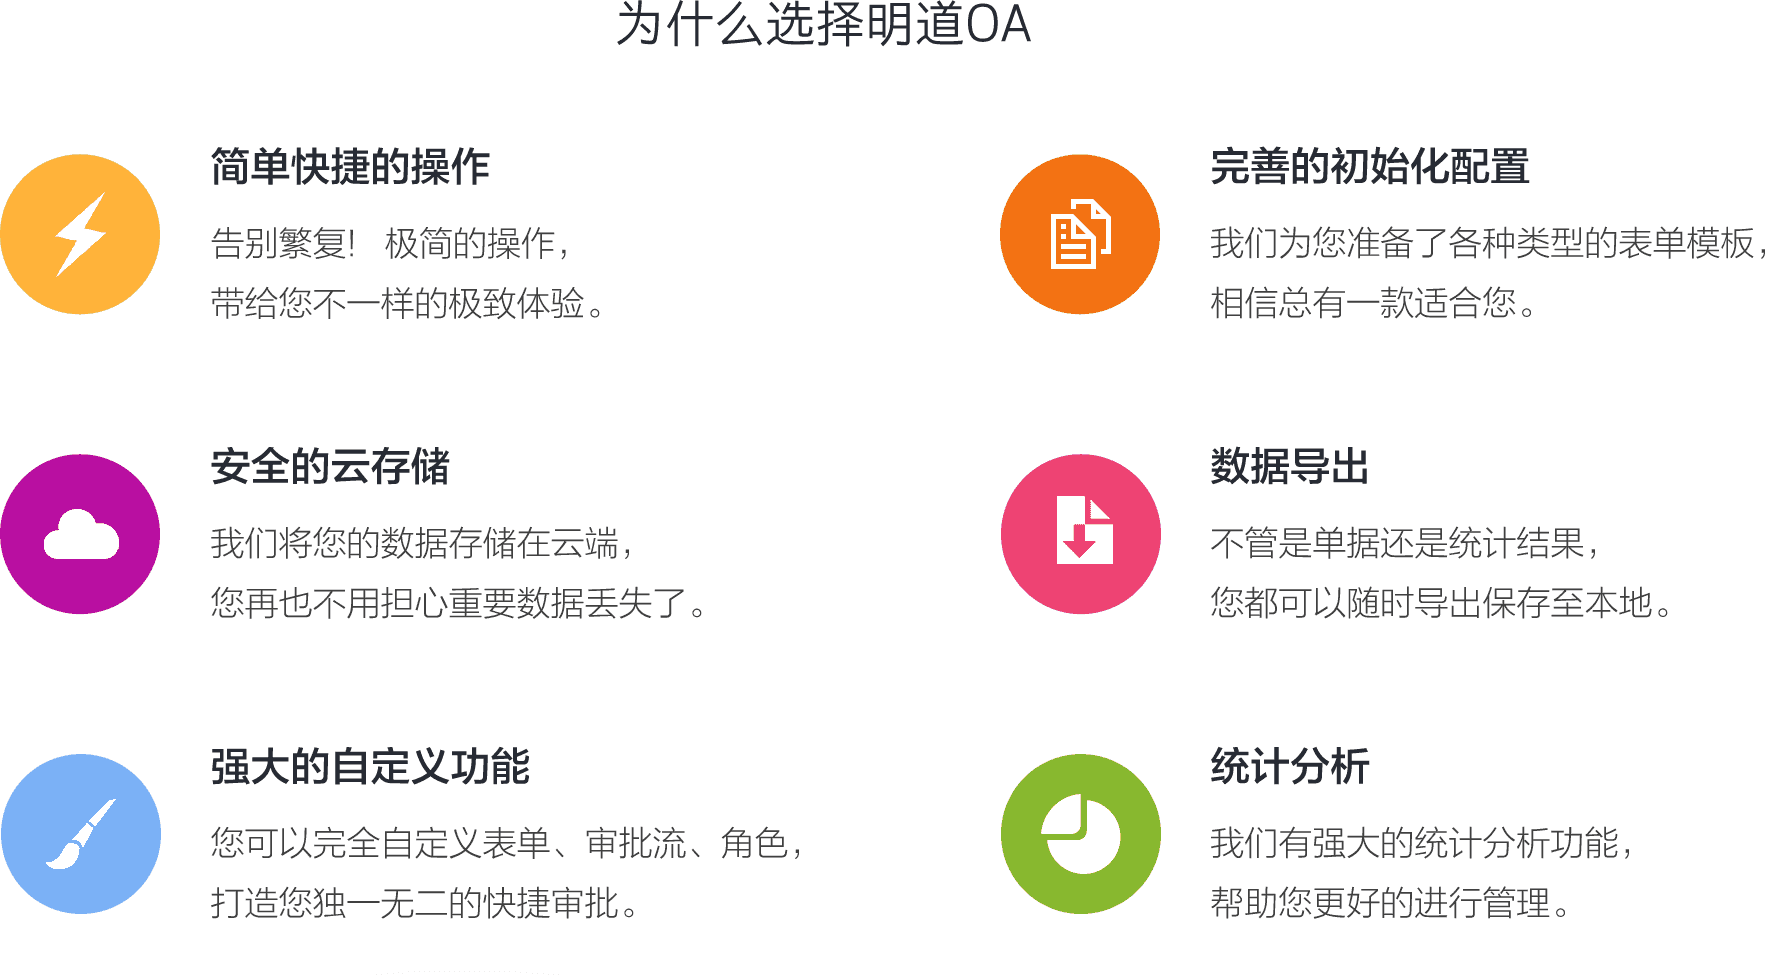 为什么选择明道OA
简单快捷的操作
告别繁复! 极简的操作，
带给您不一样的极致体验。
完善的初始化配置
我们为您准备了各种类型的表单模板，
相信总有一款适合您。
安全的云存储
我们将您的数据存储在云端，
您再也不用担心重要数据丢失了。
数据导出
不管是单据还是统计结果，
您都可以随时导出保存至本地。
强大的自定义功能
您可以完全自定义表单、审批流、角色，
打造您独一无二的快捷审批。
统计分析
我们有强大的统计分析功能，
帮助您更好的进行管理。